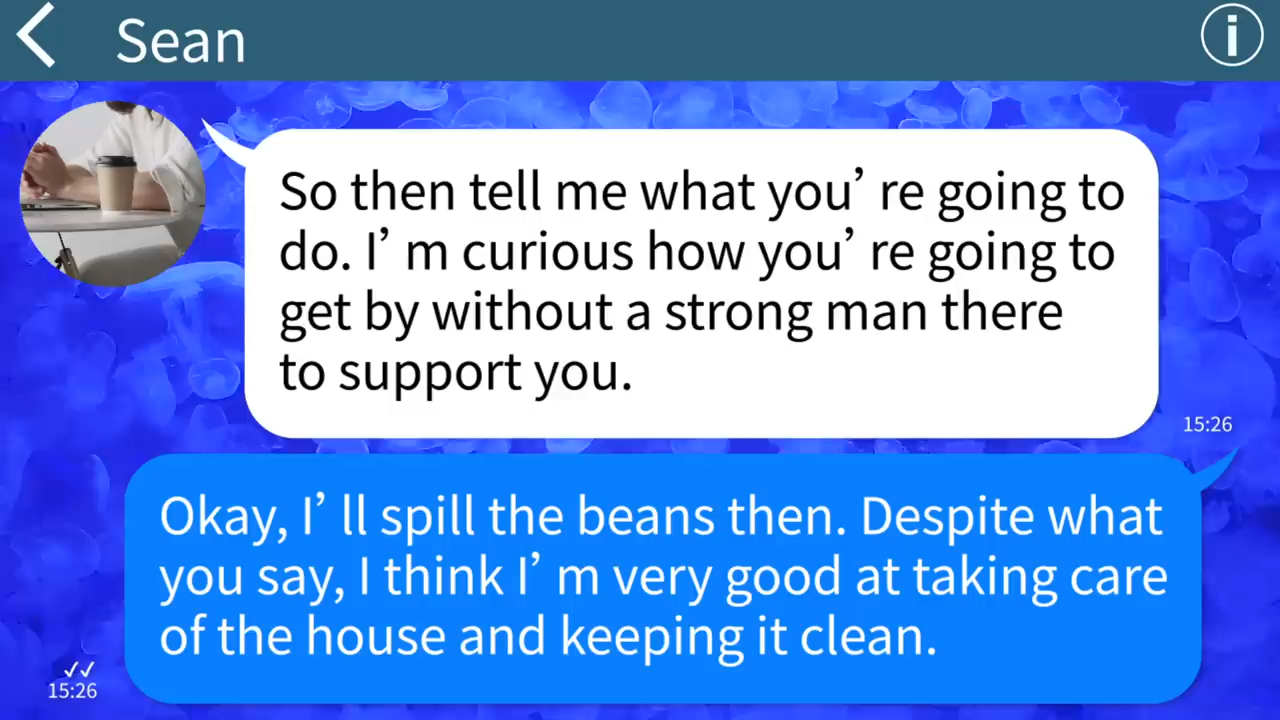 Sean
So then tell me what you’ re going to
do. I’ m curious how you’ re going to
get by without a strong man there
to support you.
15:26
Okay, I’ ll spill the beans then. Despite what
you say, I think I’ m very good at taking care
of the house and keeping it clean.
15:26